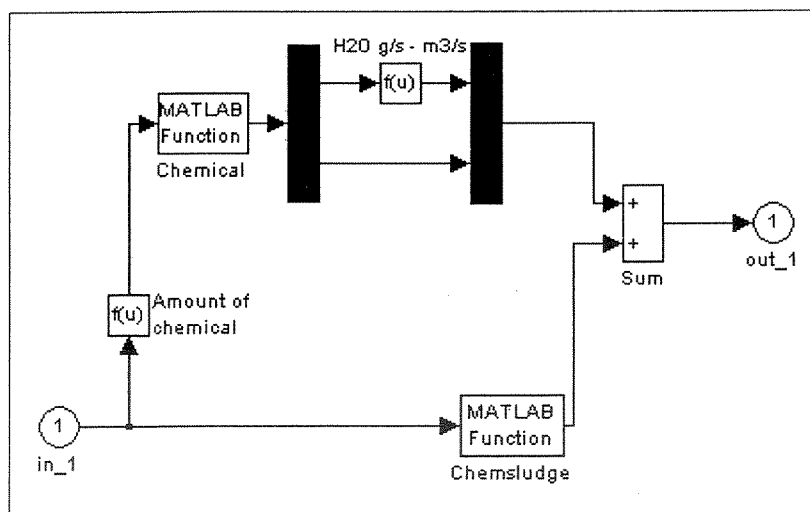 H2O g/s - m3/s
f(u)
MATLAB
Function
Chemical
+
+
Sum
1
out_1
f(u)
Amount of
chemical
1
in_1
MATLAB
Function
Chemsludge